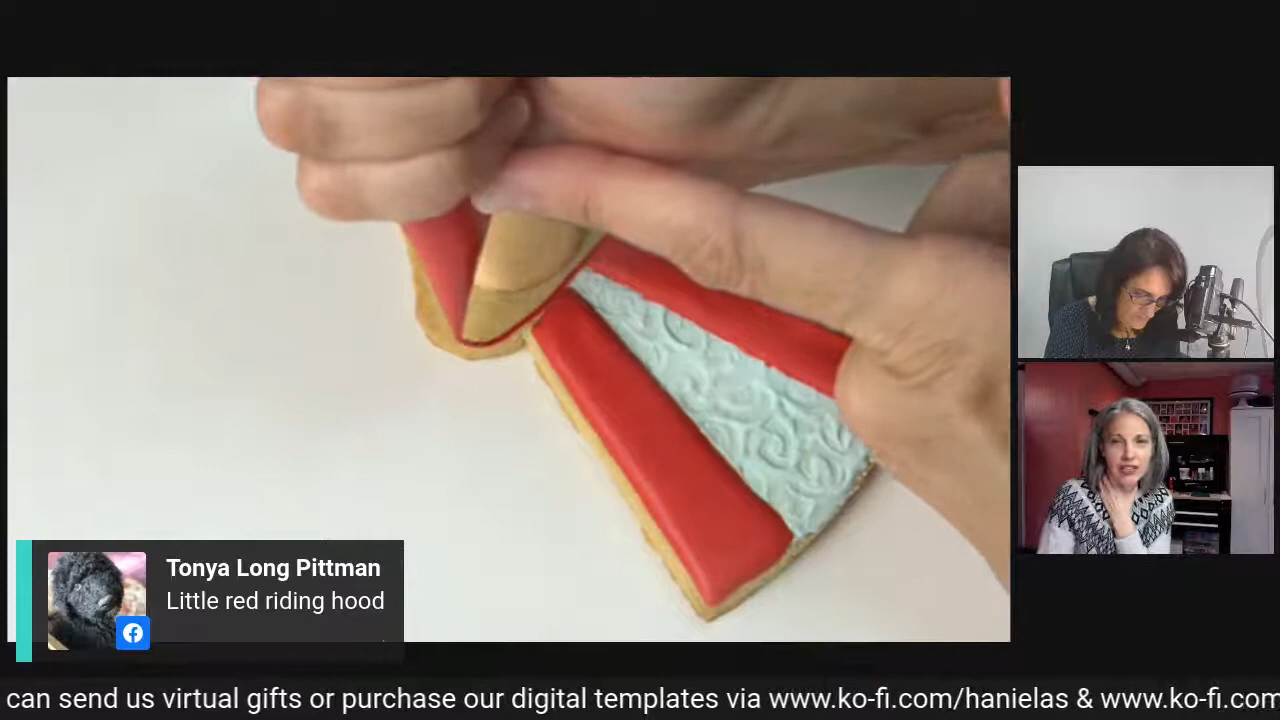 Tonya Long Pittman
Little red riding hood
can send us virtual gifts or purchase our digital templates via www.ko-fi.com/hanielas & www.ko-fi.com